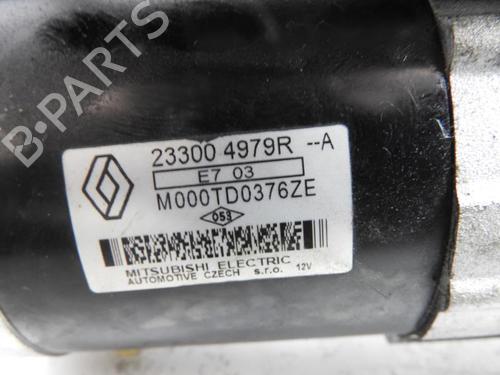 23300 4979R --A
E7 03
M000TD0376ZE
053
MITSUBISHI ELECTRIC
AUTOMOTIVE CZECH s.r.o. 12V
B-PARTS